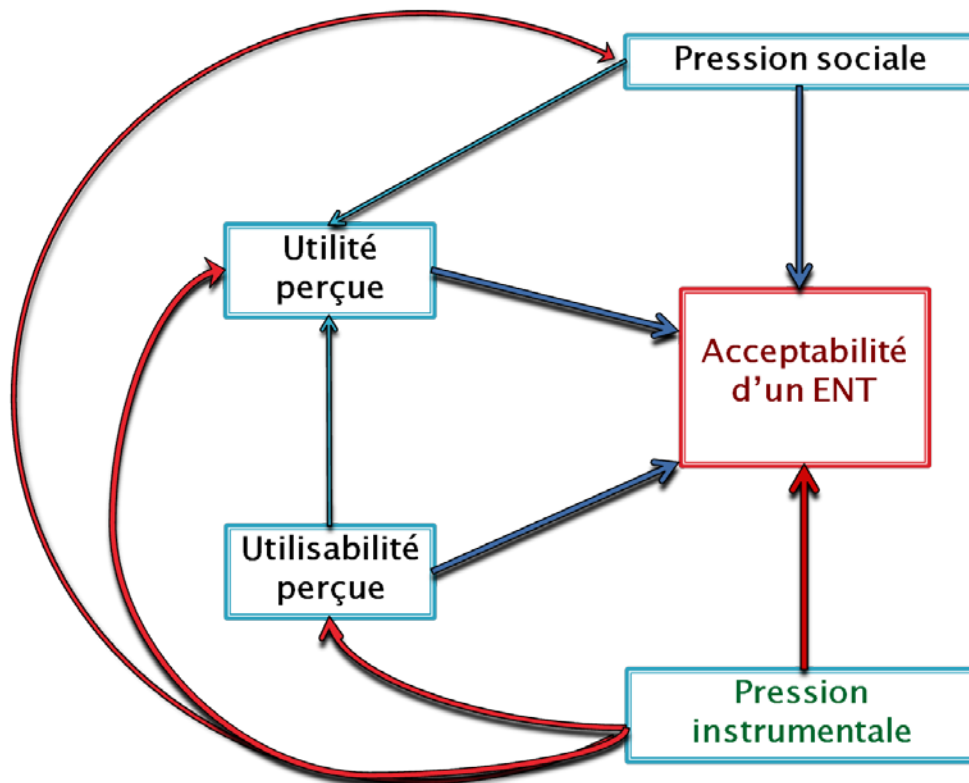 Pression sociale
Utilité
perçue
Acceptabilité
d'un ENT
Utilisabilité
perçue
Pression
instrumentale